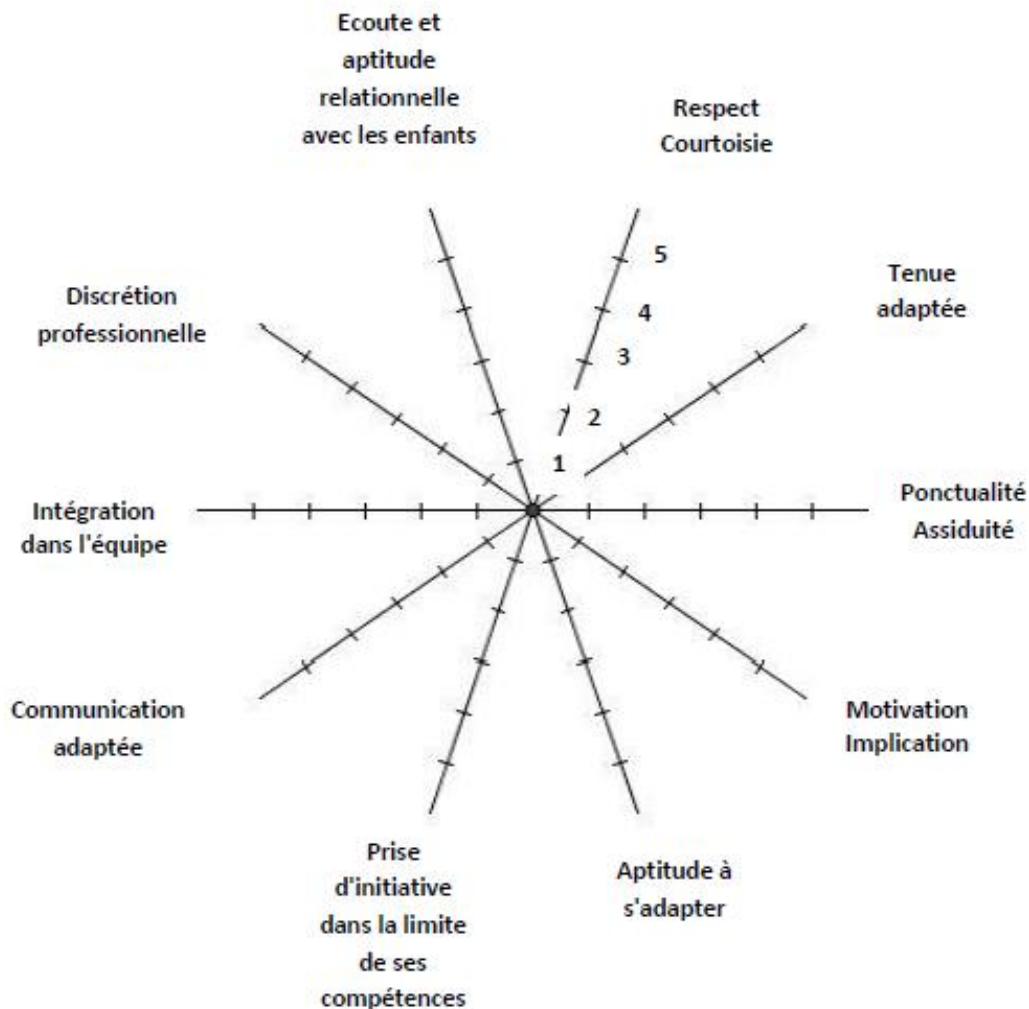 Ecoute et
aptitude
relationnelle
avec les enfants
Respect
Courtoisie
5
4
3
2
1
Tenue
adaptée
Discrétion
professionnelle
Ponctualité
Assiduité
Intégration
dans l'équipe
Communication
adaptée
Motivation
Implication
Prise
d'initiative
dans la limite
de ses
compétences
Aptitude à
s'adapter